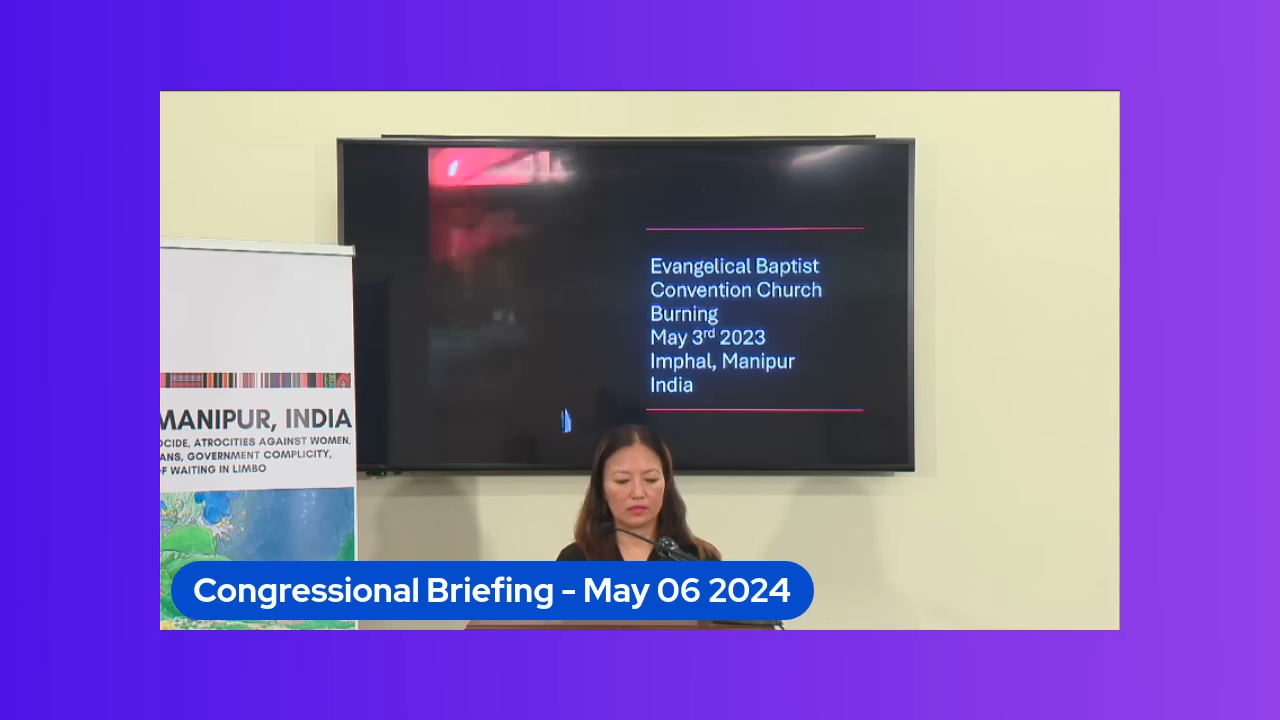 Evangelical Baptist
Convention Church
Burning
May 3rd 2023
Imphal, Manipur
India
MANIPUR, INDIA
OCIDE, ATROCITIES AGAINST WOMEN,
ANS, GOVERNMENT COMPLICITY,
F WAITING IN LIMBO
Congressional Briefing - May 06 2024